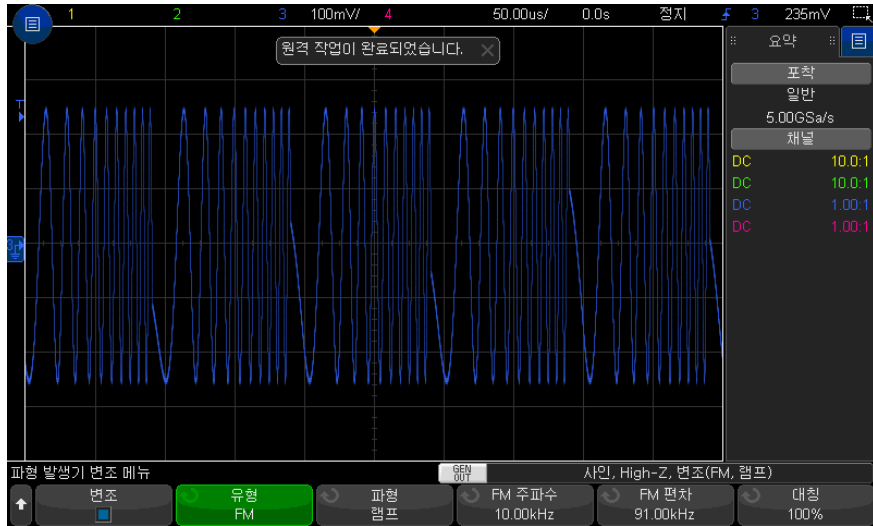 1 2 3 100mV/ 4 50.00us/ 0.0s 정지 3 235mV
원격 작업이 완료되었습니다.
요약
포착
일반
5.00GSa/s
채널
DC 10.0:1
DC 10.0:1
DC 1.00:1
DC 1.00:1
T
3
파형 발생기 변조 메뉴
GEN OUT
사인, High-Z, 변조(FM, 램프)
변조
유형
FM
파형
램프
FM 주파수
10.00kHz
FM 편차
91.00kHz
대칭
100%